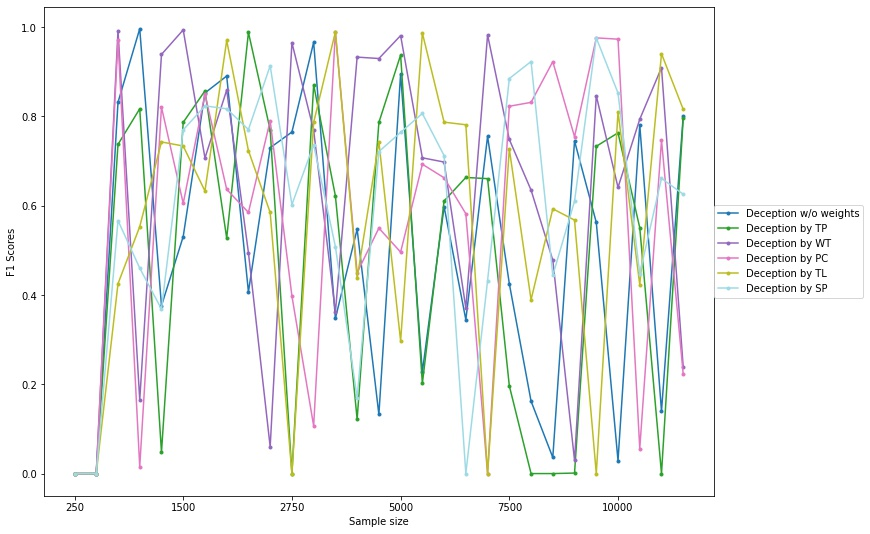 1.0
0.8
0.6
0.4
0.2
0.0
F1 Scores
250 1500 2750 5000 7500 10000
Sample size
Deception w/o weights
Deception by TP
Deception by WT
Deception by PC
Deception by TL
Deception by SP